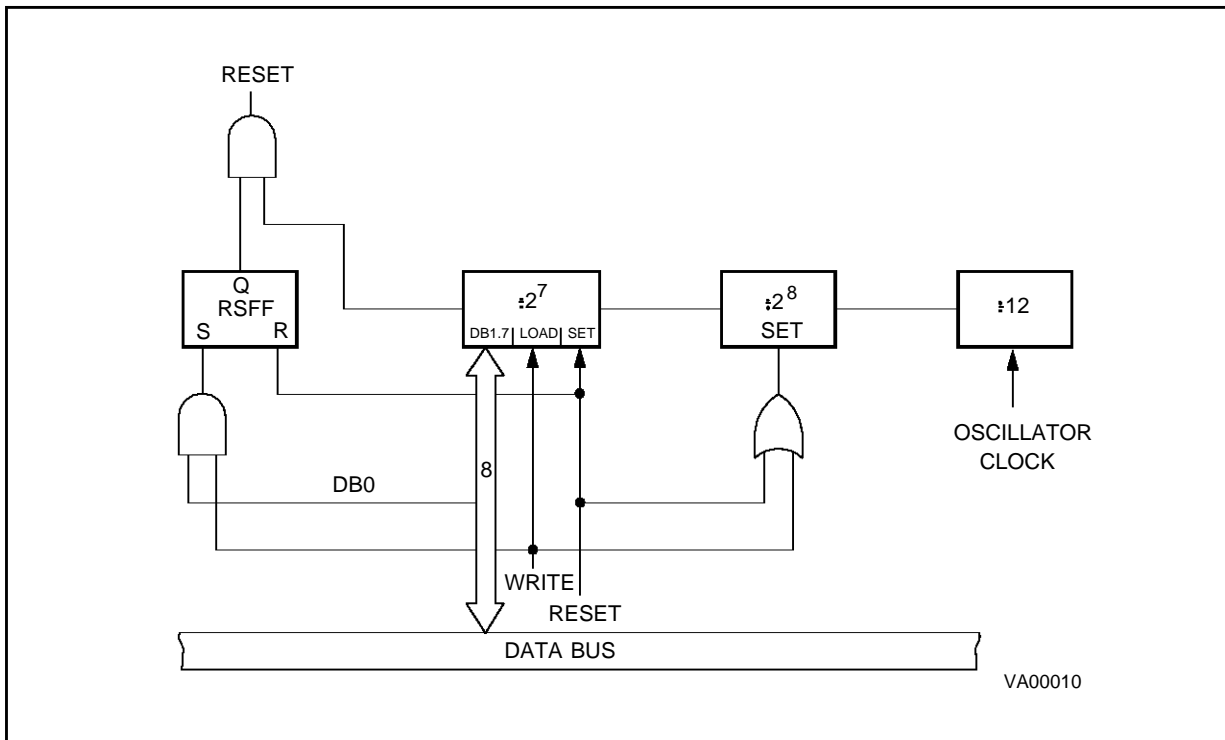 RESET
Q
RSFF
S R
:2⁷
DB1.7 | LOAD | SET
:2⁸
SET
:12
OSCILLATOR
CLOCK
8
DB0
WRITE
RESET
DATA BUS
VA00010